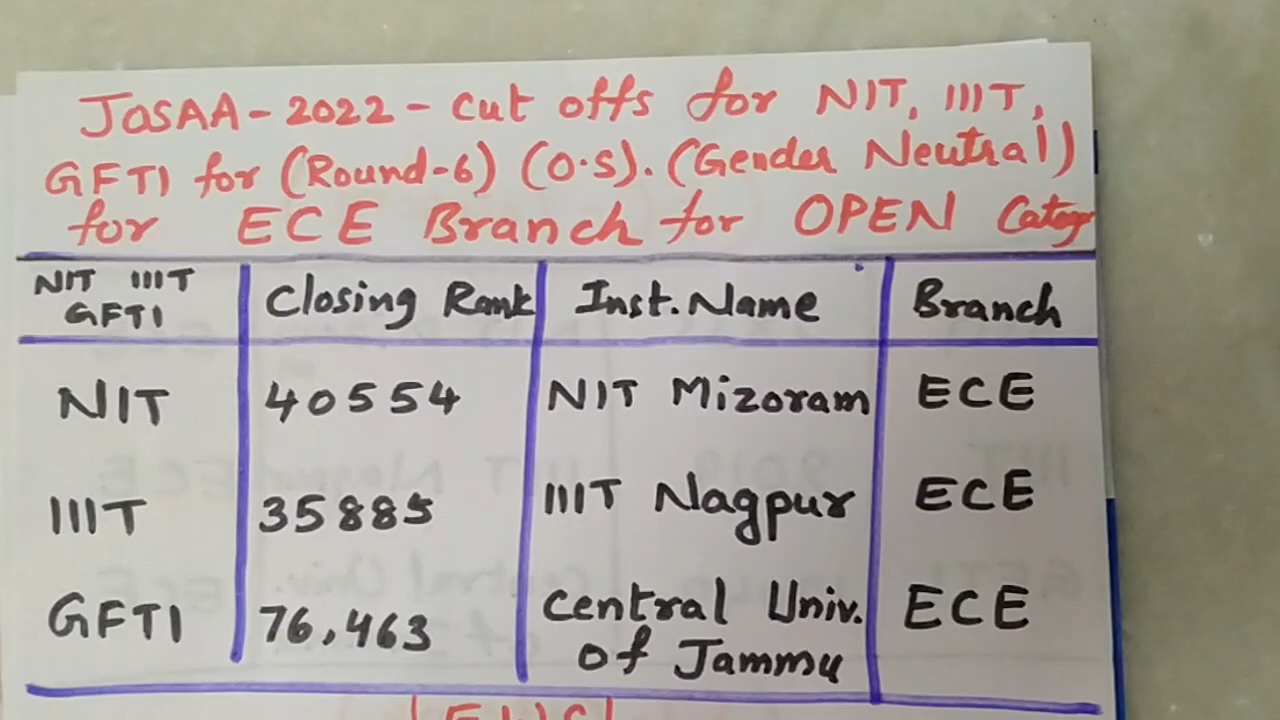 JOSAA-2022 - Cut offs for NIT, IIIT,
GFTI for (Round-6) (O.S). (Gender Neutral)
for ECE Branch for OPEN Categ
NIT IIIT GFTI Closing Rank Inst. Name Branch
NIT 40554 NIT Mizoram ECE
IIIT 35885 IIIT Nagpur ECE
GFTI 76,463 Central Univ. ECE
of Jammu